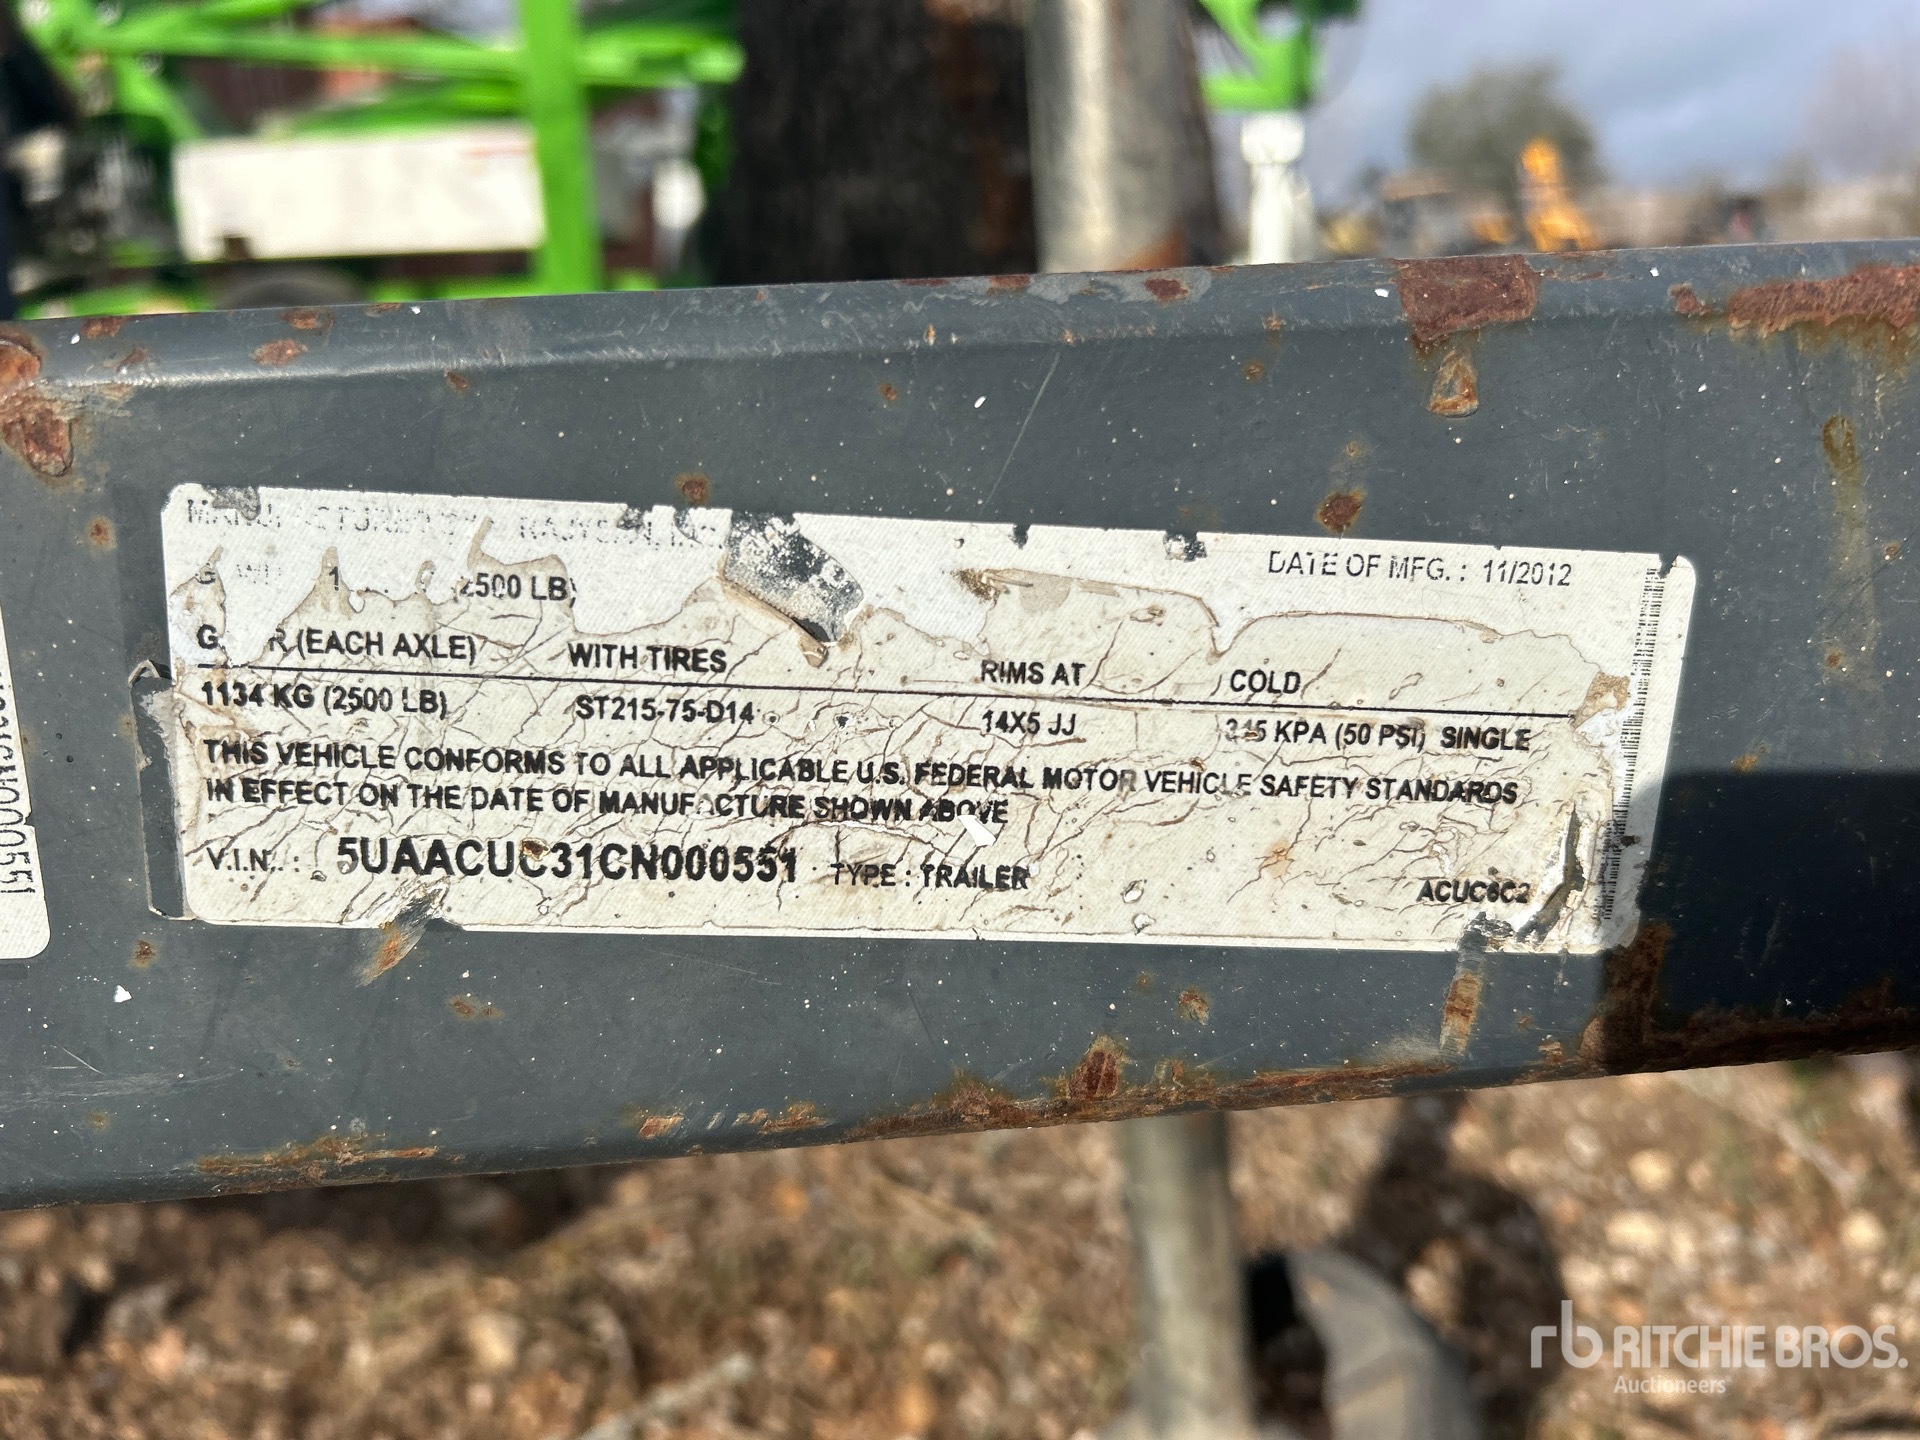 DATE OF MFG. : 11/2012
(2500 LB)
(EACH AXLE) WITH TIRES RIMS AT COLD
1134 KG (2500 LB) ST215-75-D14 14X5 JJ KPA (50 PSI) SINGLE
THIS VEHICLE CONFORMS TO ALL APPLICABLE U.S. FEDERAL MOTOR VEHICLE SAFETY STANDARDS
IN EFFECT ON THE DATE OF MANUFACTURE SHOWN ABOVE
V.I.N. : 5UAACUC31CN000551 TYPE : TRAILER ACUC6C2
rb RITCHIE BROS.
Auctioneers